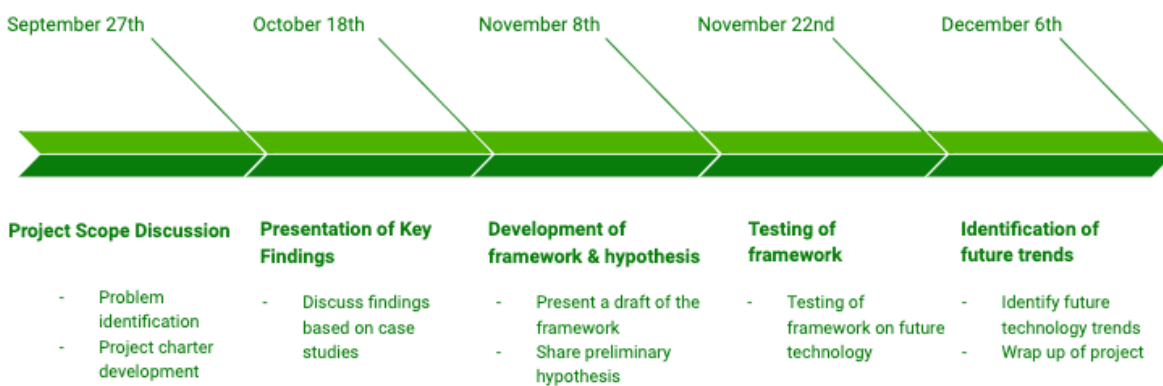 September 27th
October 18th
November 8th
November 22nd
December 6th
Project Scope Discussion
- Problem
identification
- Project charter
development
Presentation of Key
Findings
- Discuss findings
based on case
studies
Development of
framework & hypothesis
- Present a draft of the
framework
- Share preliminary
hypothesis
Testing of
framework
- Testing of
framework on future
technology
Identification of
future trends
- Identify future
technology trends
- Wrap up of project